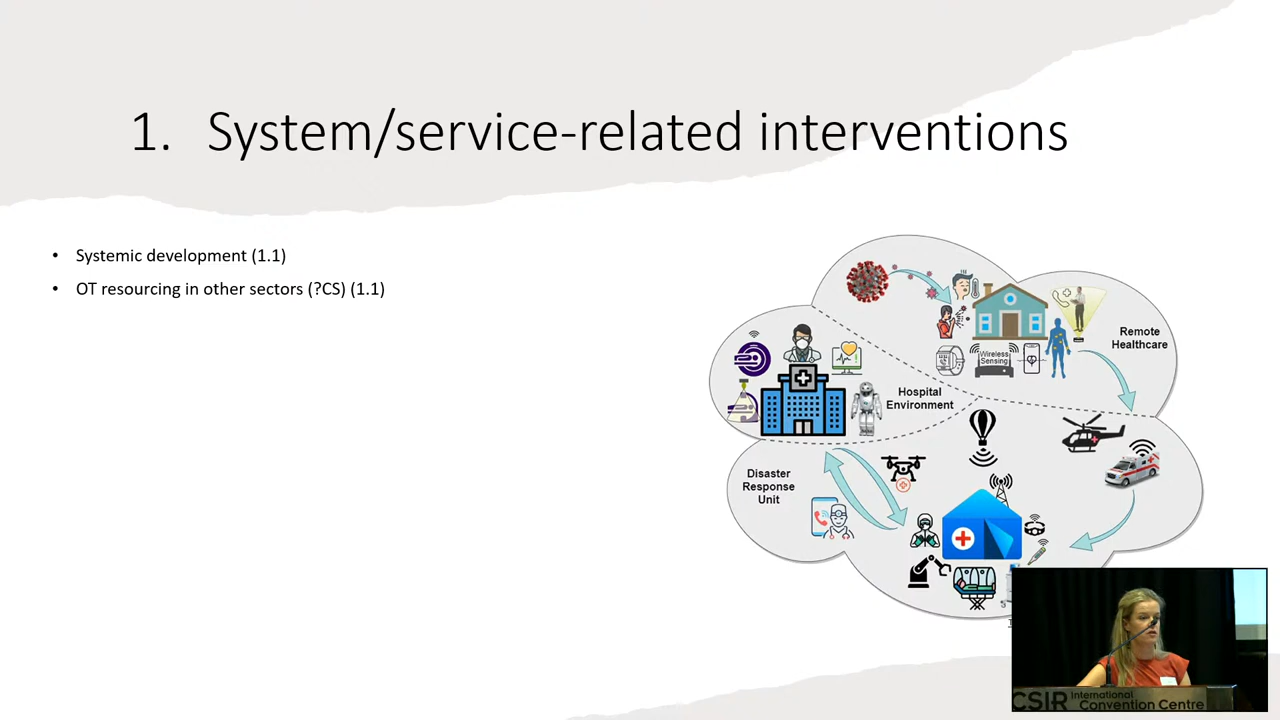 1. System/service-related interventions
• Systemic development (1.1)
• OT resourcing in other sectors (?CS) (1.1)
Remote
Healthcare
Wireless
Sensing
Hospital
Environment
Disaster
Response
Unit
CSIR International
Convention Centre